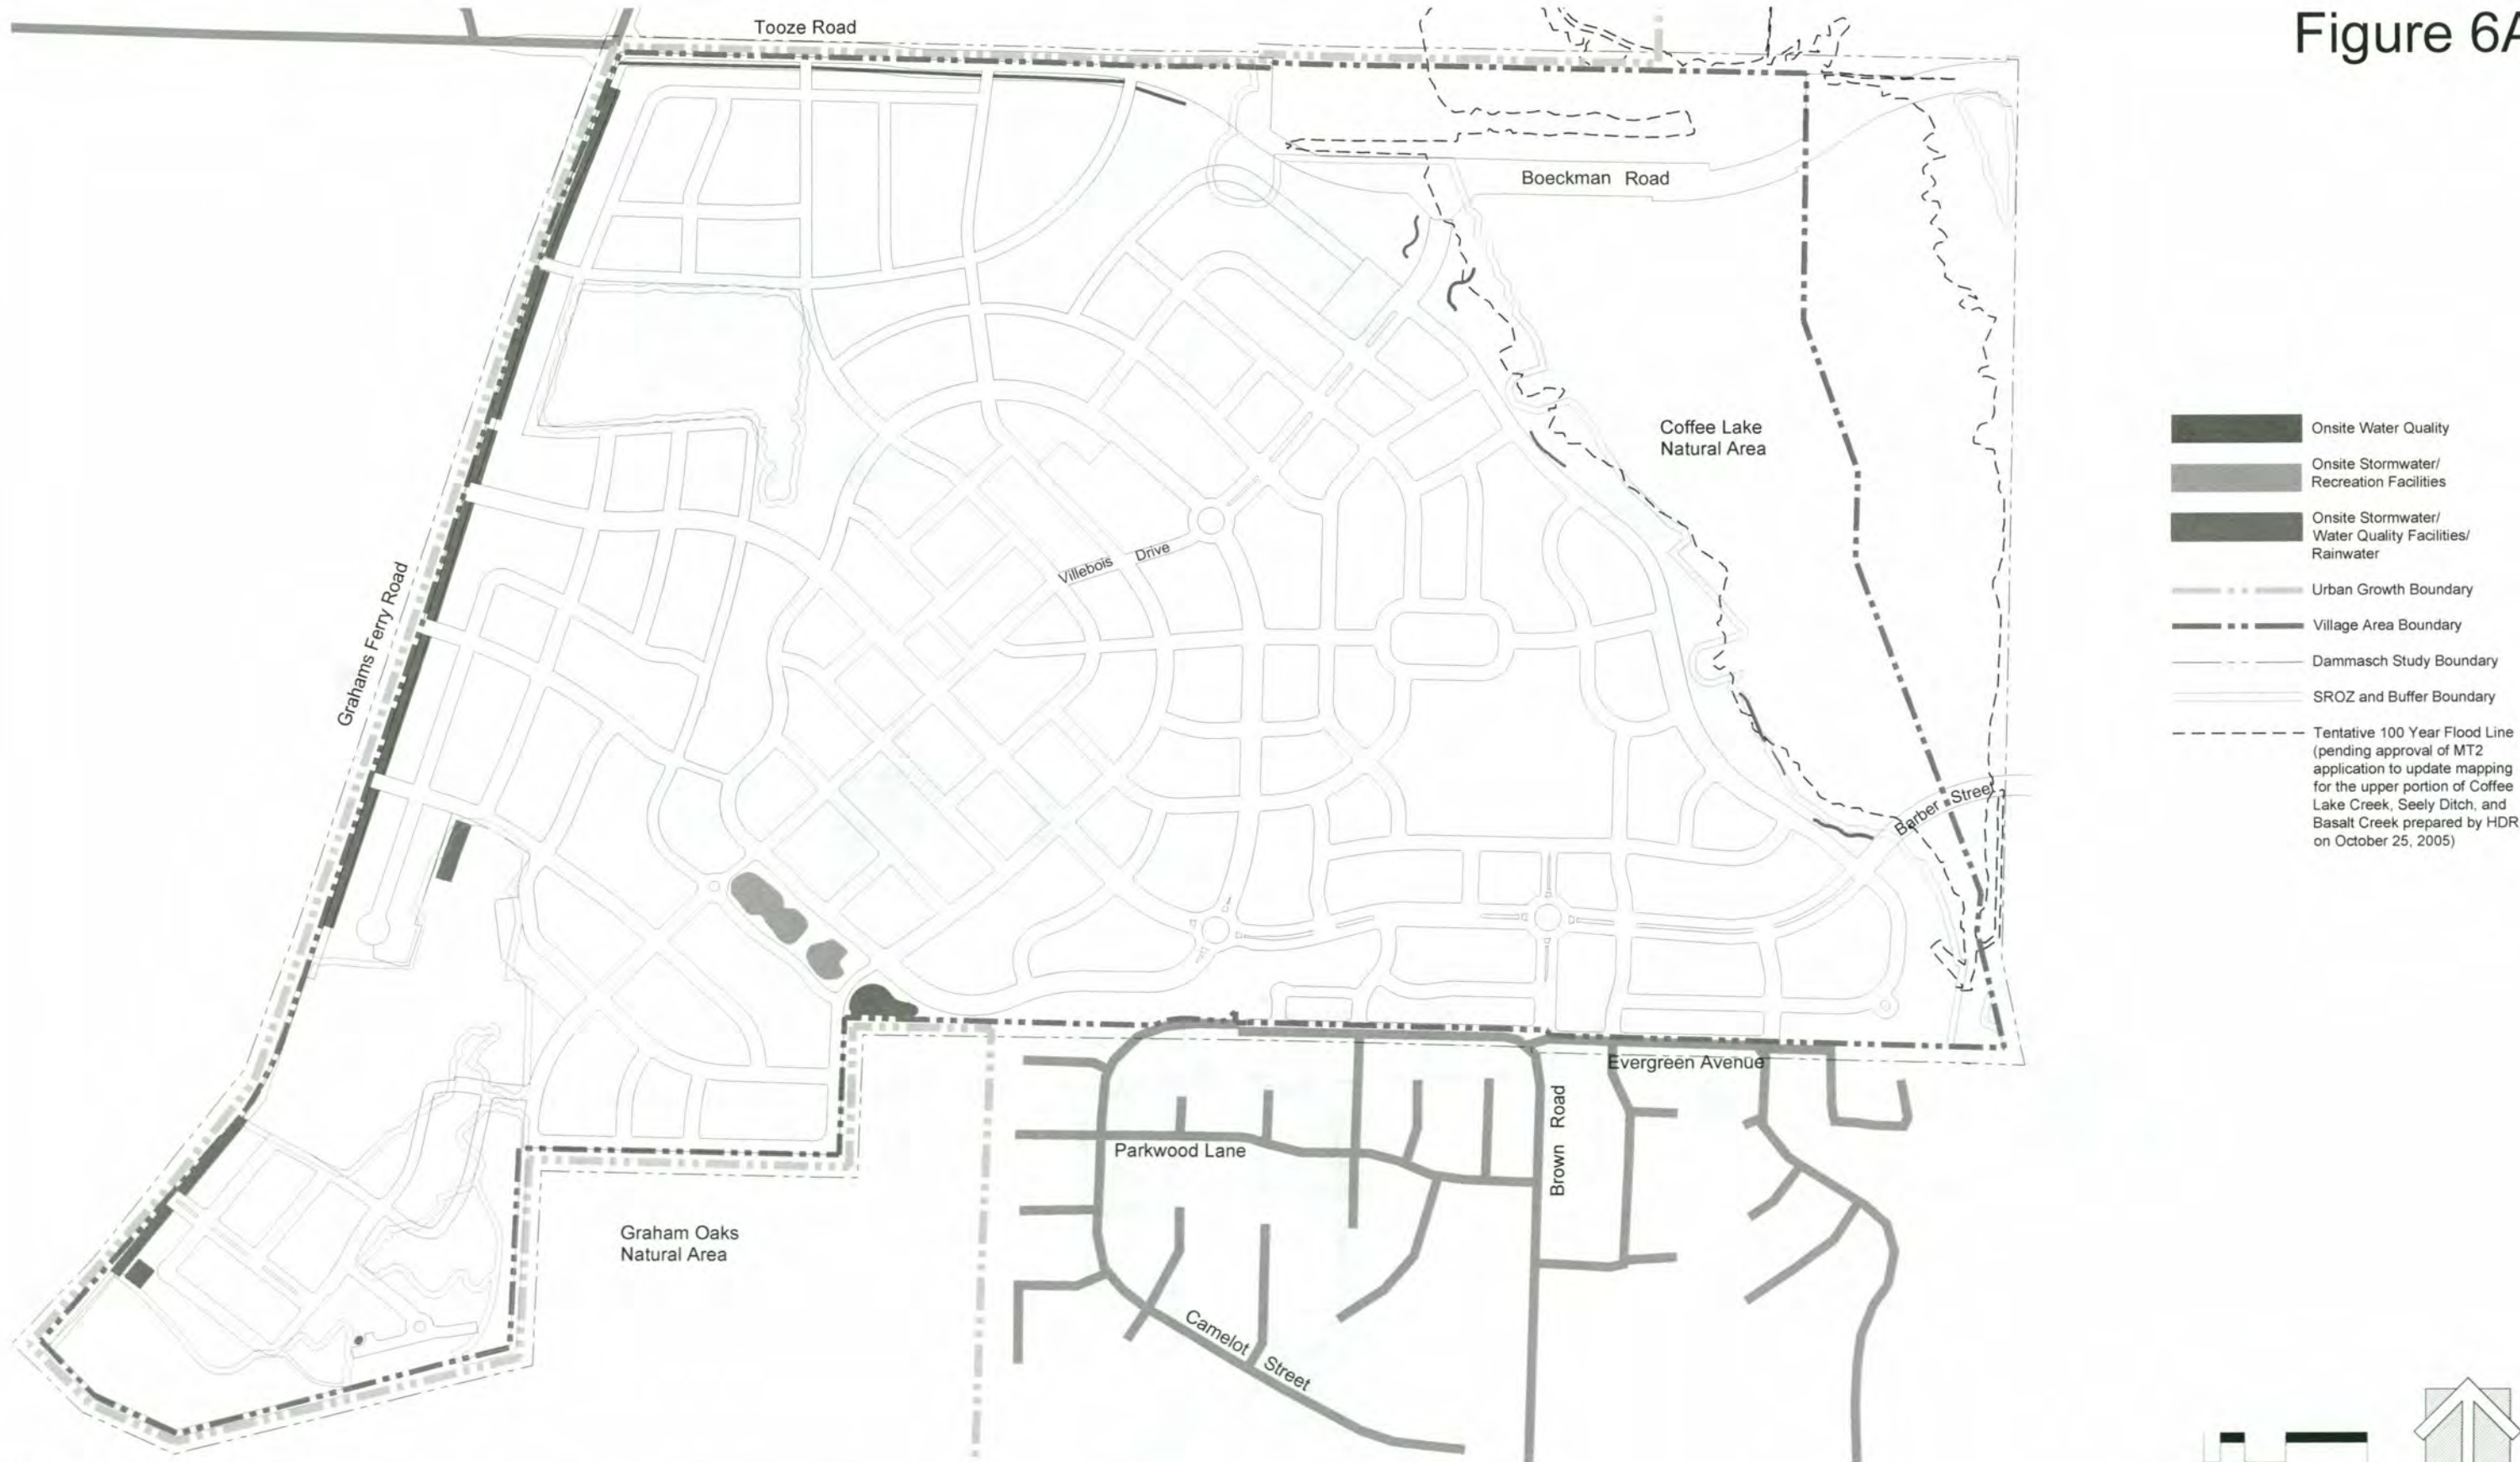 Figure 6A
Tooze Road
Boeckman Road
Coffee Lake
Natural Area
Villebois Drive
Grahams Ferry Road
Barber Street
Evergreen Avenue
Brown Road
Parkwood Lane
Graham Oaks
Natural Area
Camelot Street
Onsite Water Quality
Onsite Stormwater/
Recreation Facilities
Onsite Stormwater/
Water Quality Facilities/
Rainwater
Urban Growth Boundary
Village Area Boundary
Dammasch Study Boundary
SROZ and Buffer Boundary
Tentative 100 Year Flood Line
(pending approval of MT2
application to update mapping
for the upper portion of Coffee
Lake Creek, Seely Ditch, and
Basalt Creek prepared by HDR
on October 25, 2005)